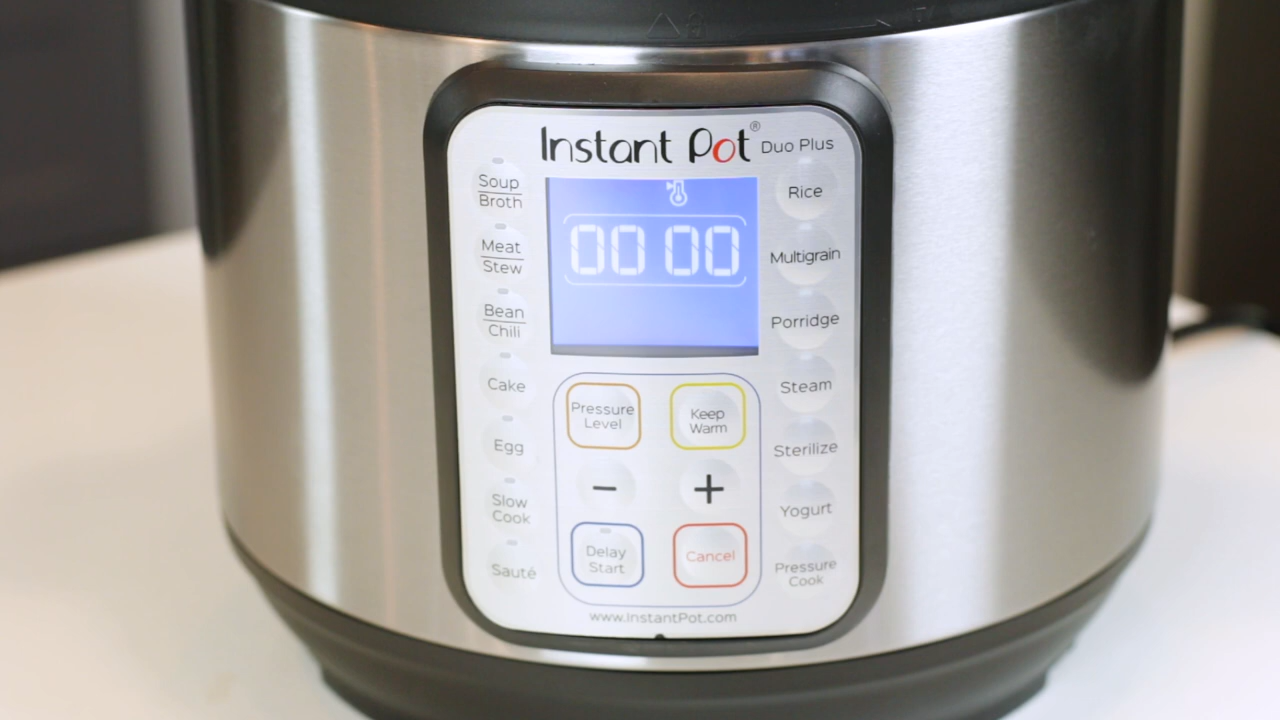 Instant Pot® Duo Plus
Soup
Broth
Meat
Stew
Bean
Chili
Cake
Egg
Slow
Cook
Sauté
00 00
Pressure
Level
Keep
Warm
−
+
Delay
Start
Cancel
Rice
Multigrain
Porridge
Steam
Sterilize
Yogurt
Pressure
Cook
www.InstantPot.com